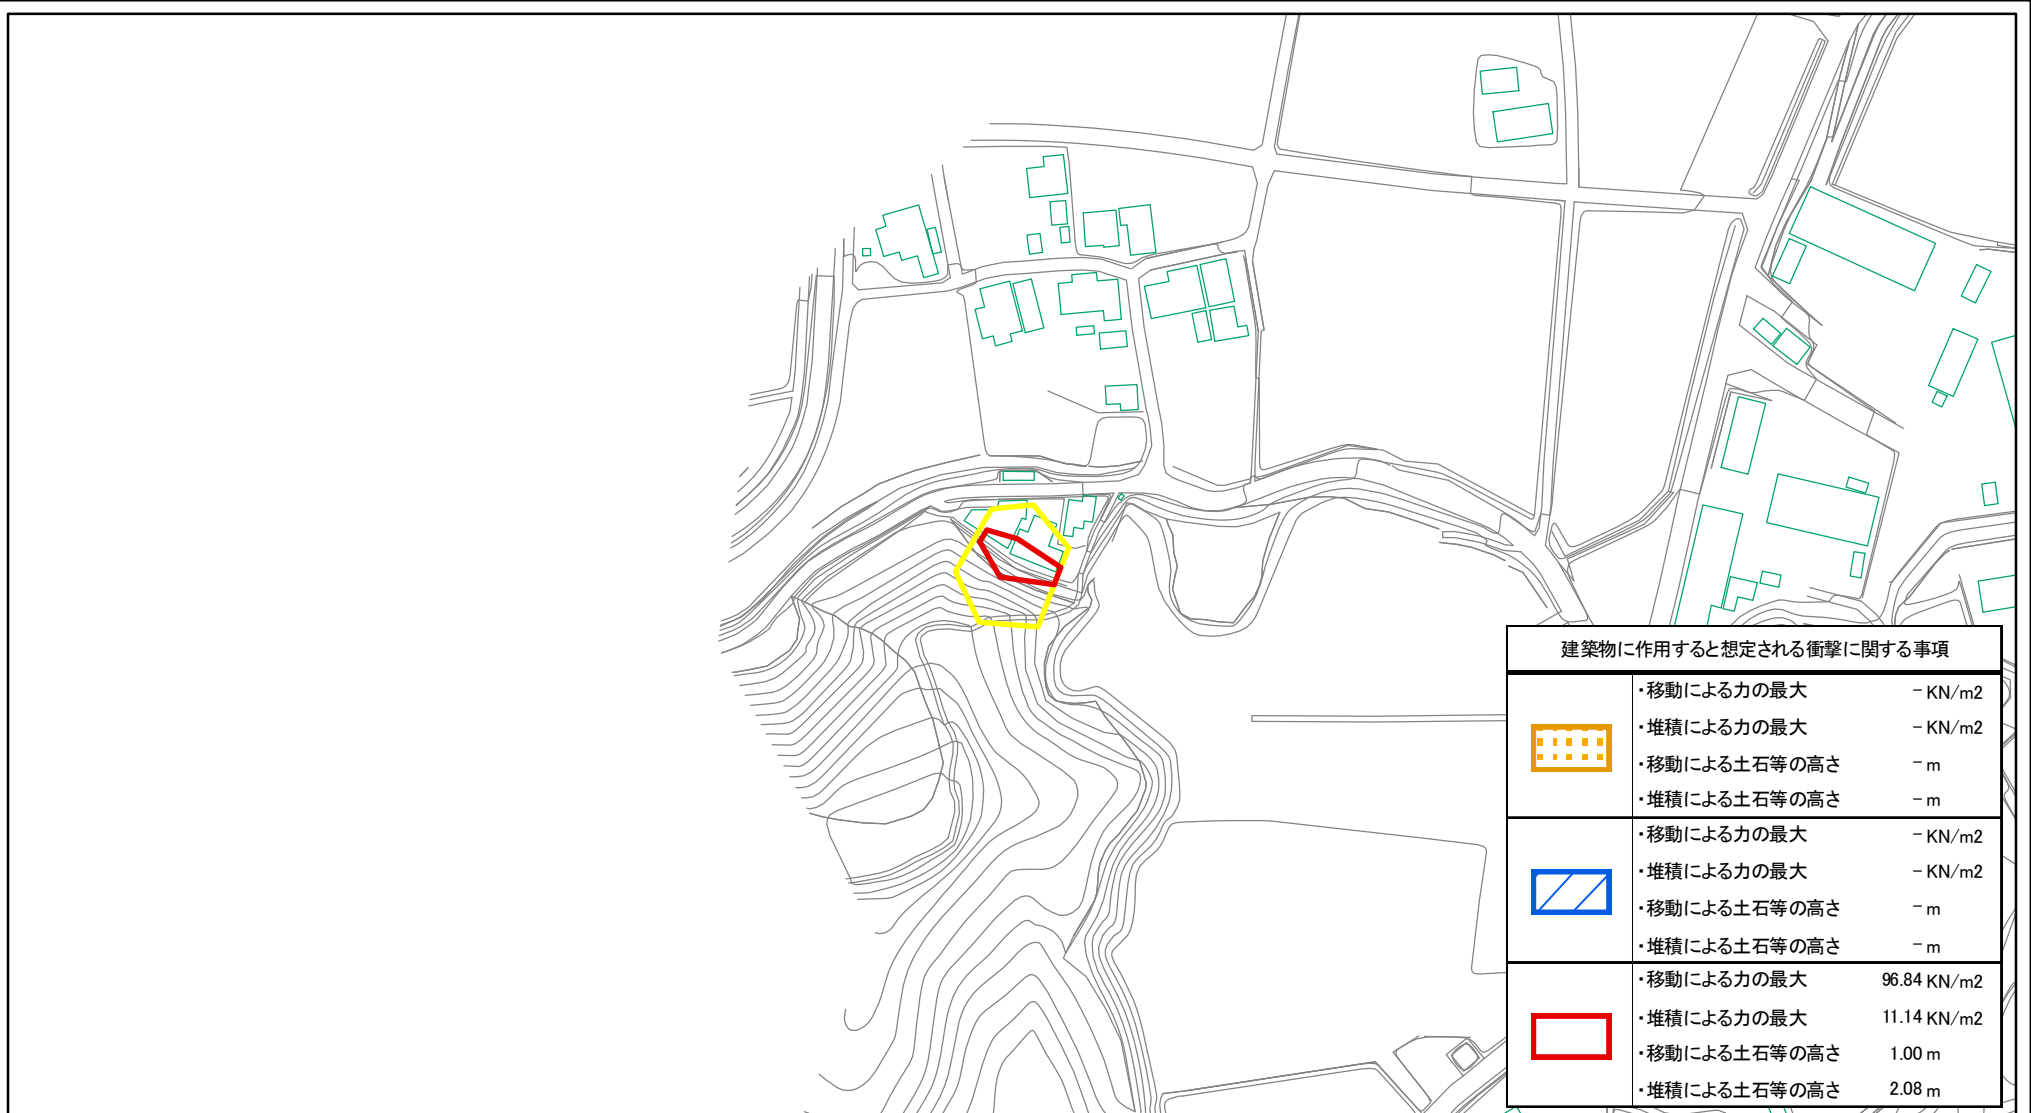 建築物に作用すると想定される衝撃に関する事項
・移動による力の最大 － KN/m2
・堆積による力の最大 － KN/m2
・移動による土石等の高さ － m
・堆積による土石等の高さ － m
・移動による力の最大 － KN/m2
・堆積による力の最大 － KN/m2
・移動による土石等の高さ － m
・堆積による土石等の高さ － m
・移動による力の最大 96.84 KN/m2
・堆積による力の最大 11.14 KN/m2
・移動による土石等の高さ 1.00 m
・堆積による土石等の高さ 2.08 m